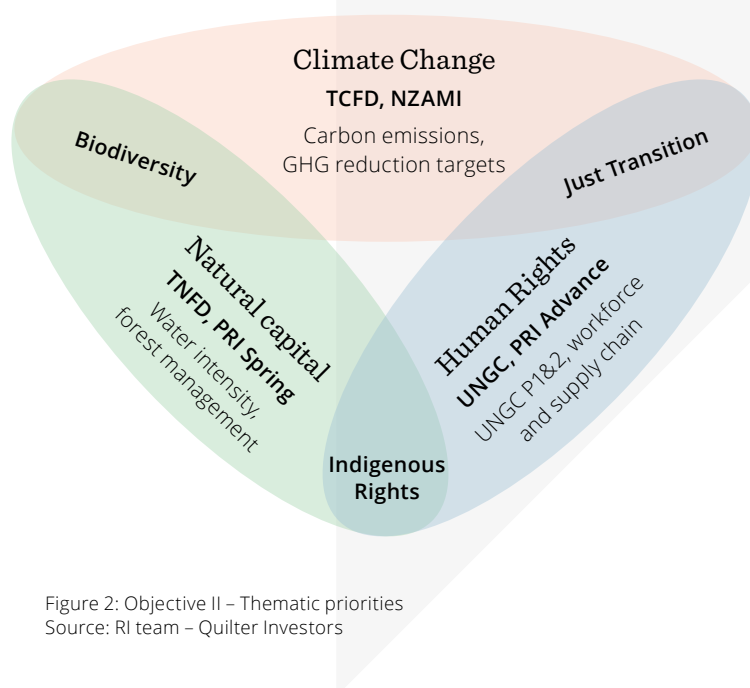 Climate Change
TCFD, NZAMI
Carbon emissions,
GHG reduction targets
Biodiversity
Just Transition
Natural capital
TNFD, PRI Spring
Water intensity,
forest management
Human Rights
UNGC, PRI Advance
UNGC P1&2, workforce
and supply chain
Indigenous
Rights
Figure 2: Objective II – Thematic priorities
Source: RI team – Quilter Investors